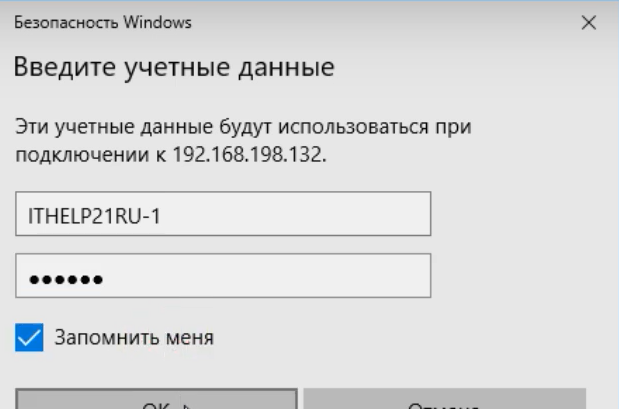 Безопасность Windows
Введите учетные данные
Эти учетные данные будут использоваться при
подключении к 192.168.198.132.
ITHELP21RU-1
••••••
Запомнить меня
OK
Отмена